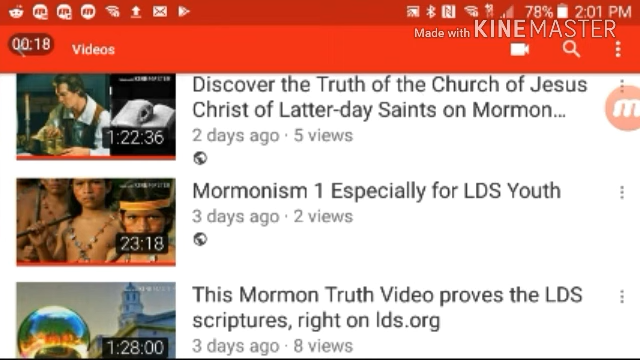 78% 2:01 PM
Made with KINEMASTER
00:18
Videos
Discover the Truth of the Church of Jesus
Christ of Latter-day Saints on Mormon...
1:22:36
2 days ago · 5 views
Mormonism 1 Especially for LDS Youth
3 days ago · 2 views
23:18
This Mormon Truth Video proves the LDS
scriptures, right on lds.org
1:28:00
3 days ago · 8 views